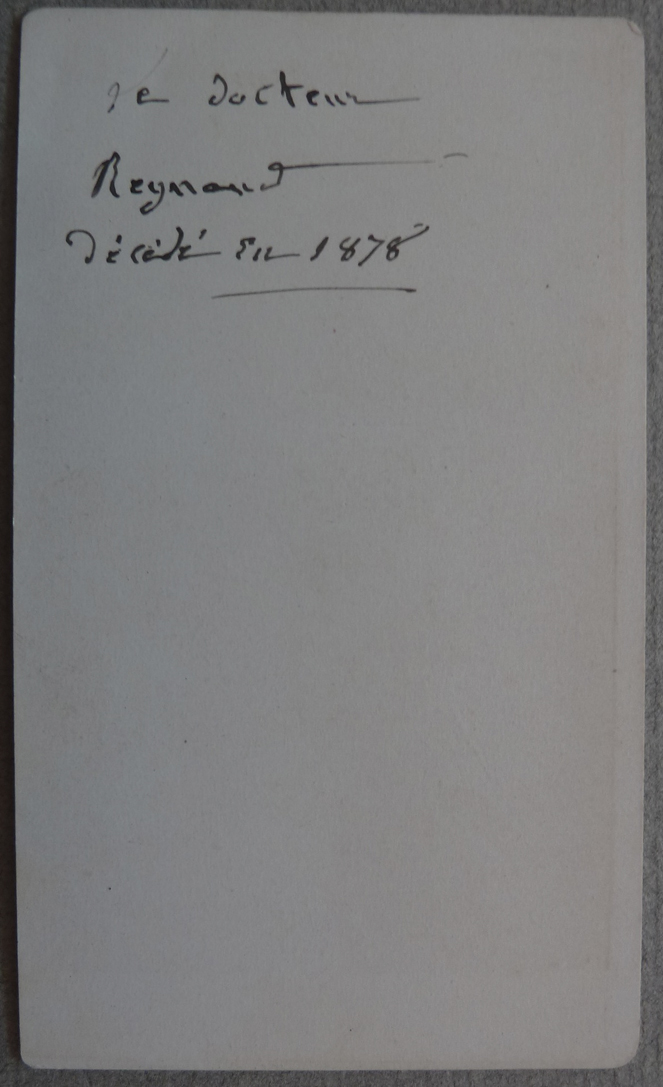 Le docteur
Reynaud
Décédé en 1878